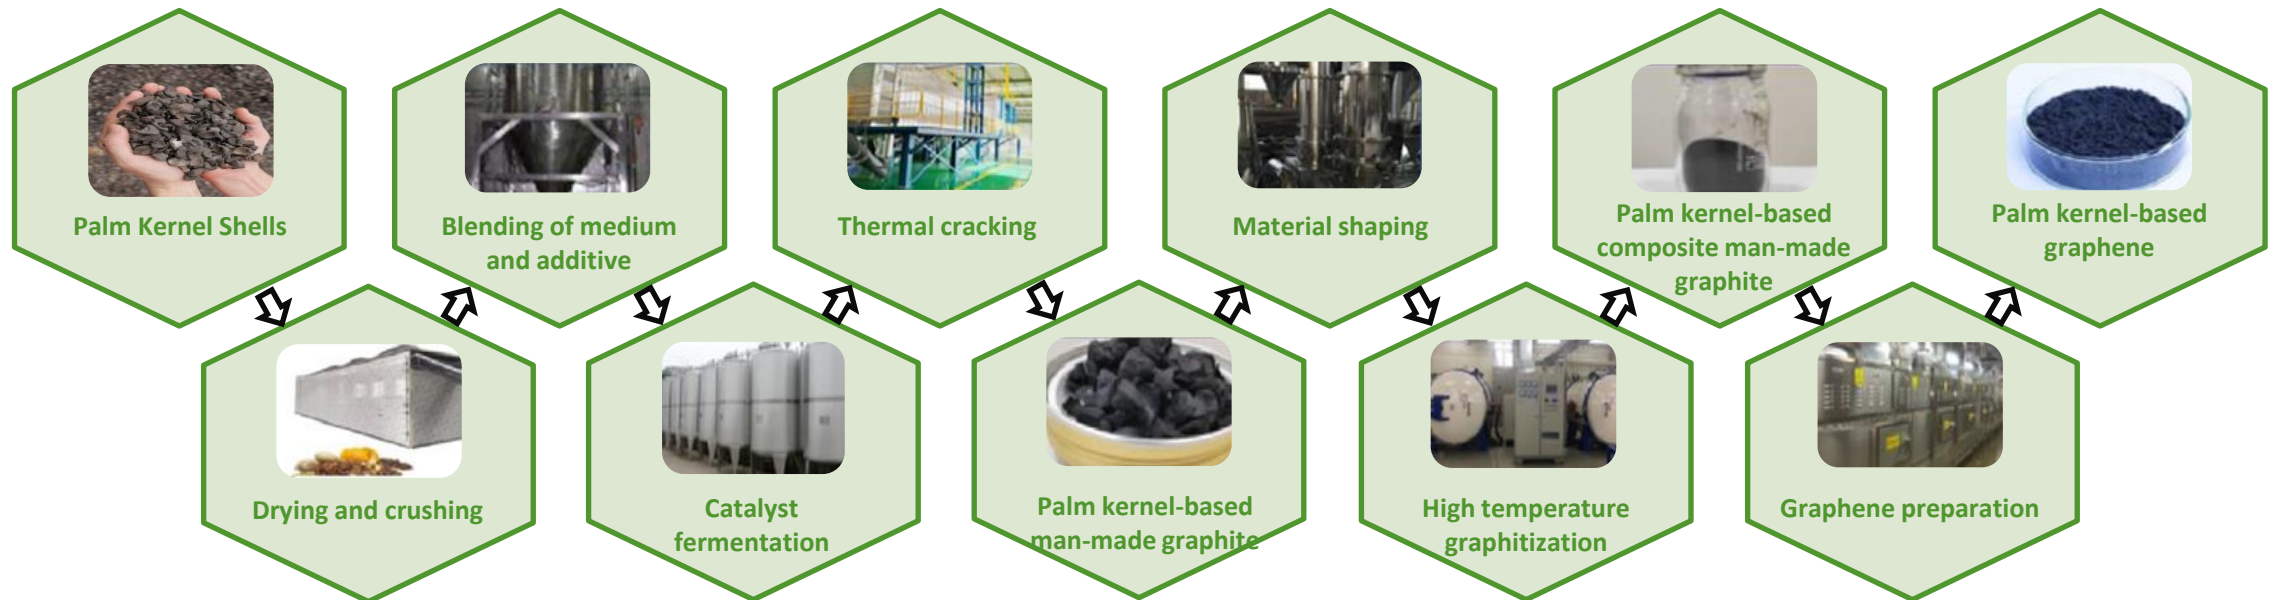 Palm Kernel Shells
Drying and crushing
Blending of medium
and additive
Catalyst
fermentation
Thermal cracking
Palm kernel-based
man-made graphite
Material shaping
High temperature
graphitization
Palm kernel-based
composite man-made
graphite
Graphene preparation
Palm kernel-based
graphene